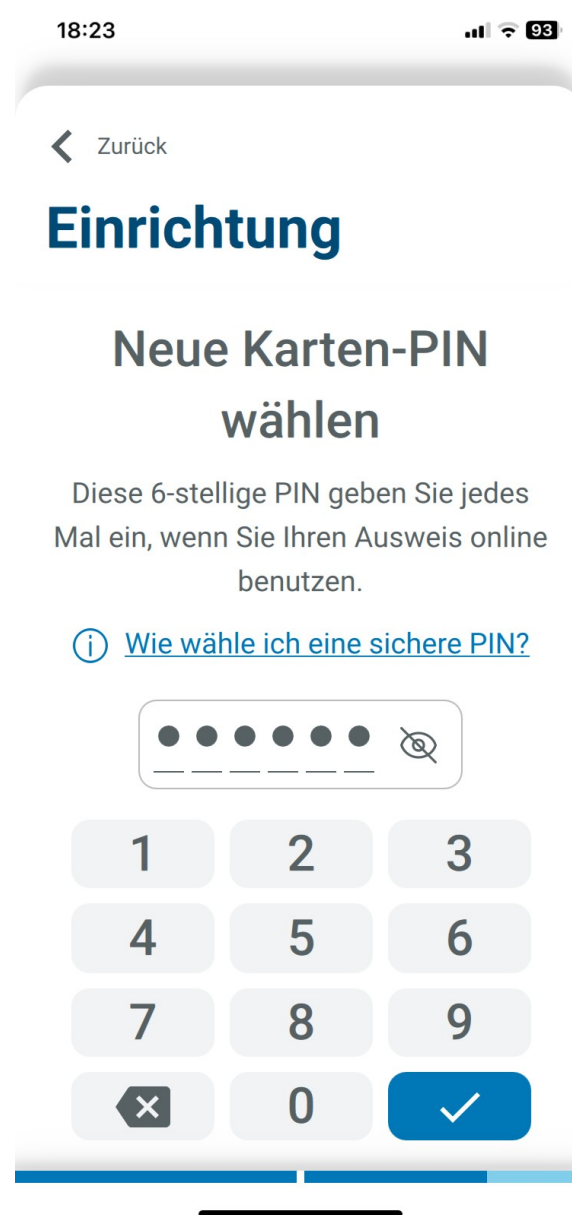 18:23
93
Zurück
Einrichtung
Neue Karten-PIN
wählen
Diese 6-stellige PIN geben Sie jedes
Mal ein, wenn Sie Ihren Ausweis online
benutzen.
Wie wähle ich eine sichere PIN?
1 2 3
4 5 6
7 8 9
0